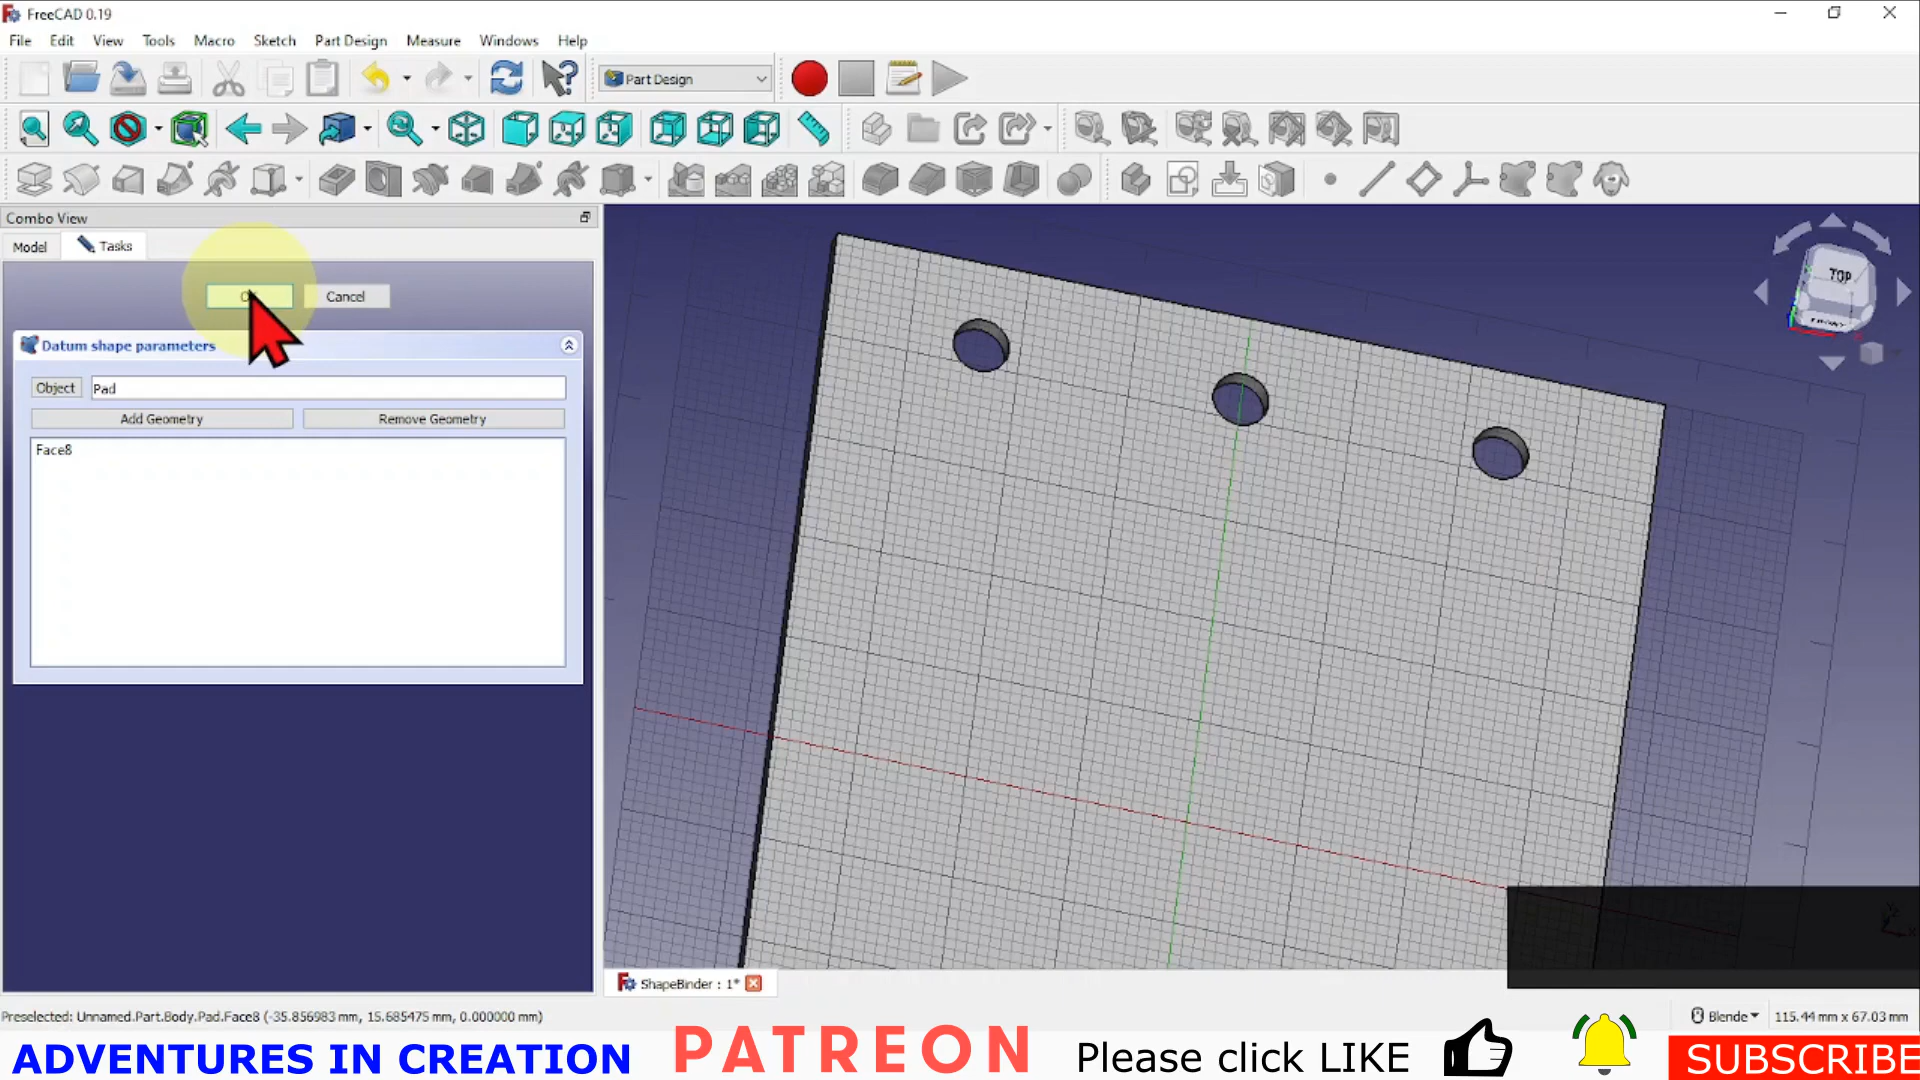 FreeCAD 0.19
File Edit View Tools Macro Sketch Part Design Measure Windows Help
Part Design
Combo View
Model Tasks
Cancel
Datum shape parameters
Object Pad
Add Geometry Remove Geometry
Face8
TOP
ShapeBinder : 1*
Preselected: Unnamed.Part.Body.Pad.Face8 (-35.856983 mm, 15.685475 mm, 0.000000 mm)
Blende 115.44 mm x 67.03 mm
ADVENTURES IN CREATION PATREON Please click LIKE SUBSCRIBE